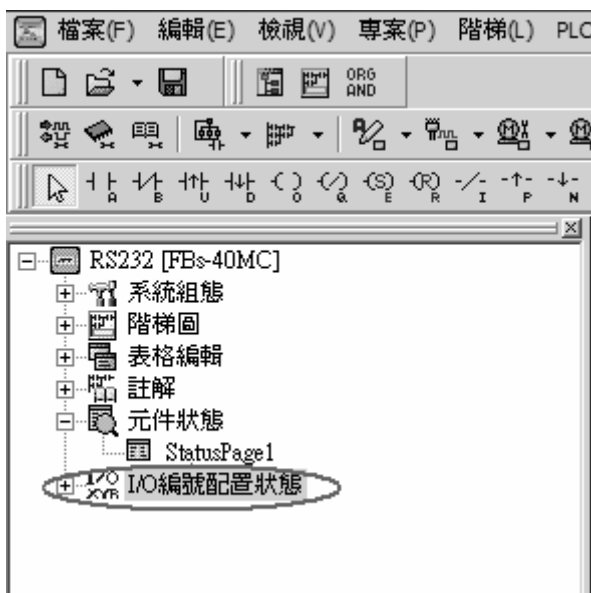 檔案(F) 編輯(E) 檢視(V) 專案(P) 階梯(L) PLC
ORG
AND
A B U D O Q E R I P N
RS232 [FBs-40MC]
系統組態
階梯圖
表格編輯
註解
元件狀態
StatusPage1
I/O編號配置狀態